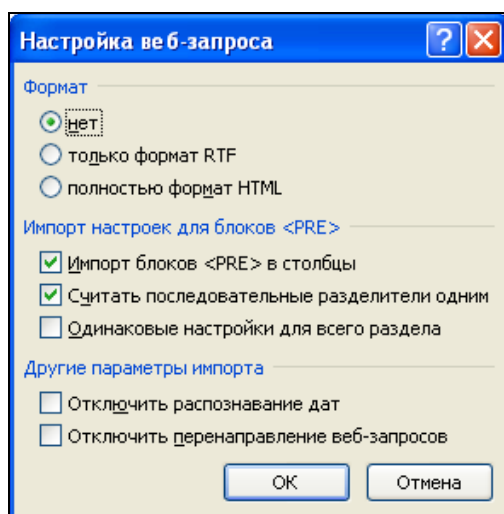 Настройка веб-запроса
Формат
нет
только формат RTF
полностью формат HTML
Импорт настроек для блоков <PRE>
Импорт блоков <PRE> в столбцы
Считать последовательные разделители одним
Одинаковые настройки для всего раздела
Другие параметры импорта
Отключить распознавание дат
Отключить перенаправление веб-запросов
ОК Отмена